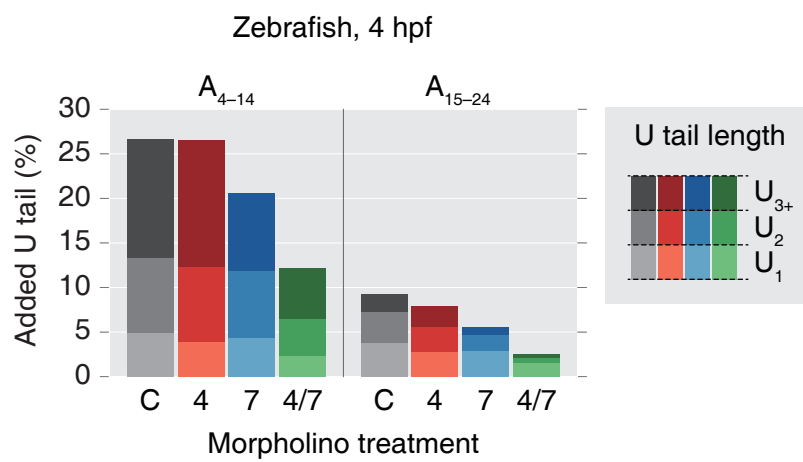 Zebrafish, 4 hpf
A4–14 A15–24
30
25
20
15
10
5
0
Added U tail (%)
C 4 7 4/7 C 4 7 4/7
Morpholino treatment
U tail length
U3+
U2
U1